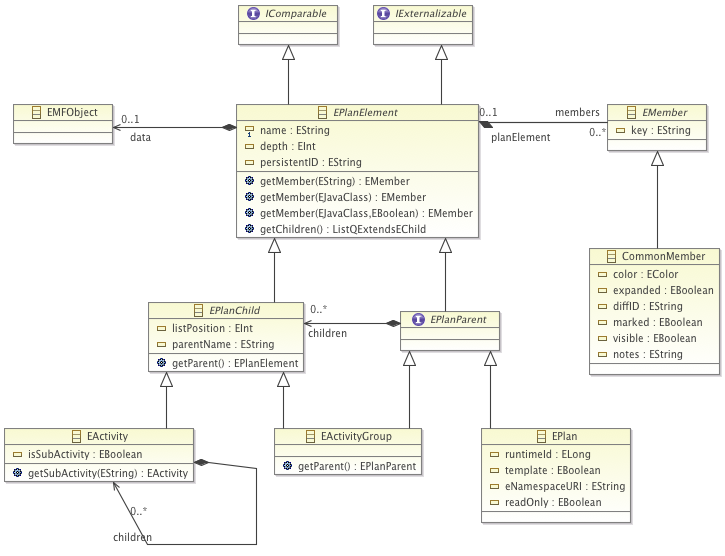 IComparable
IExternalizable
EMFObject
0..1
data
EPlanElement
name : EString
depth : EInt
persistentID : EString
getMember(EString) : EMember
getMember(EJavaClass) : EMember
getMember(EJavaClass,EBoolean) : EMember
getChildren() : ListQExtendsEChild
0..1
planElement
members
0..*
EMember
key : EString
CommonMember
color : EColor
expanded : EBoolean
diffID : EString
marked : EBoolean
visible : EBoolean
notes : EString
EPlanChild
listPosition : EInt
parentName : EString
getParent() : EPlanElement
0..*
children
EPlanParent
EActivity
isSubActivity : EBoolean
getSubActivity(EString) : EActivity
0..*
children
EActivityGroup
getParent() : EPlanParent
EPlan
runtimeId : ELong
template : EBoolean
eNamespaceURI : EString
readOnly : EBoolean